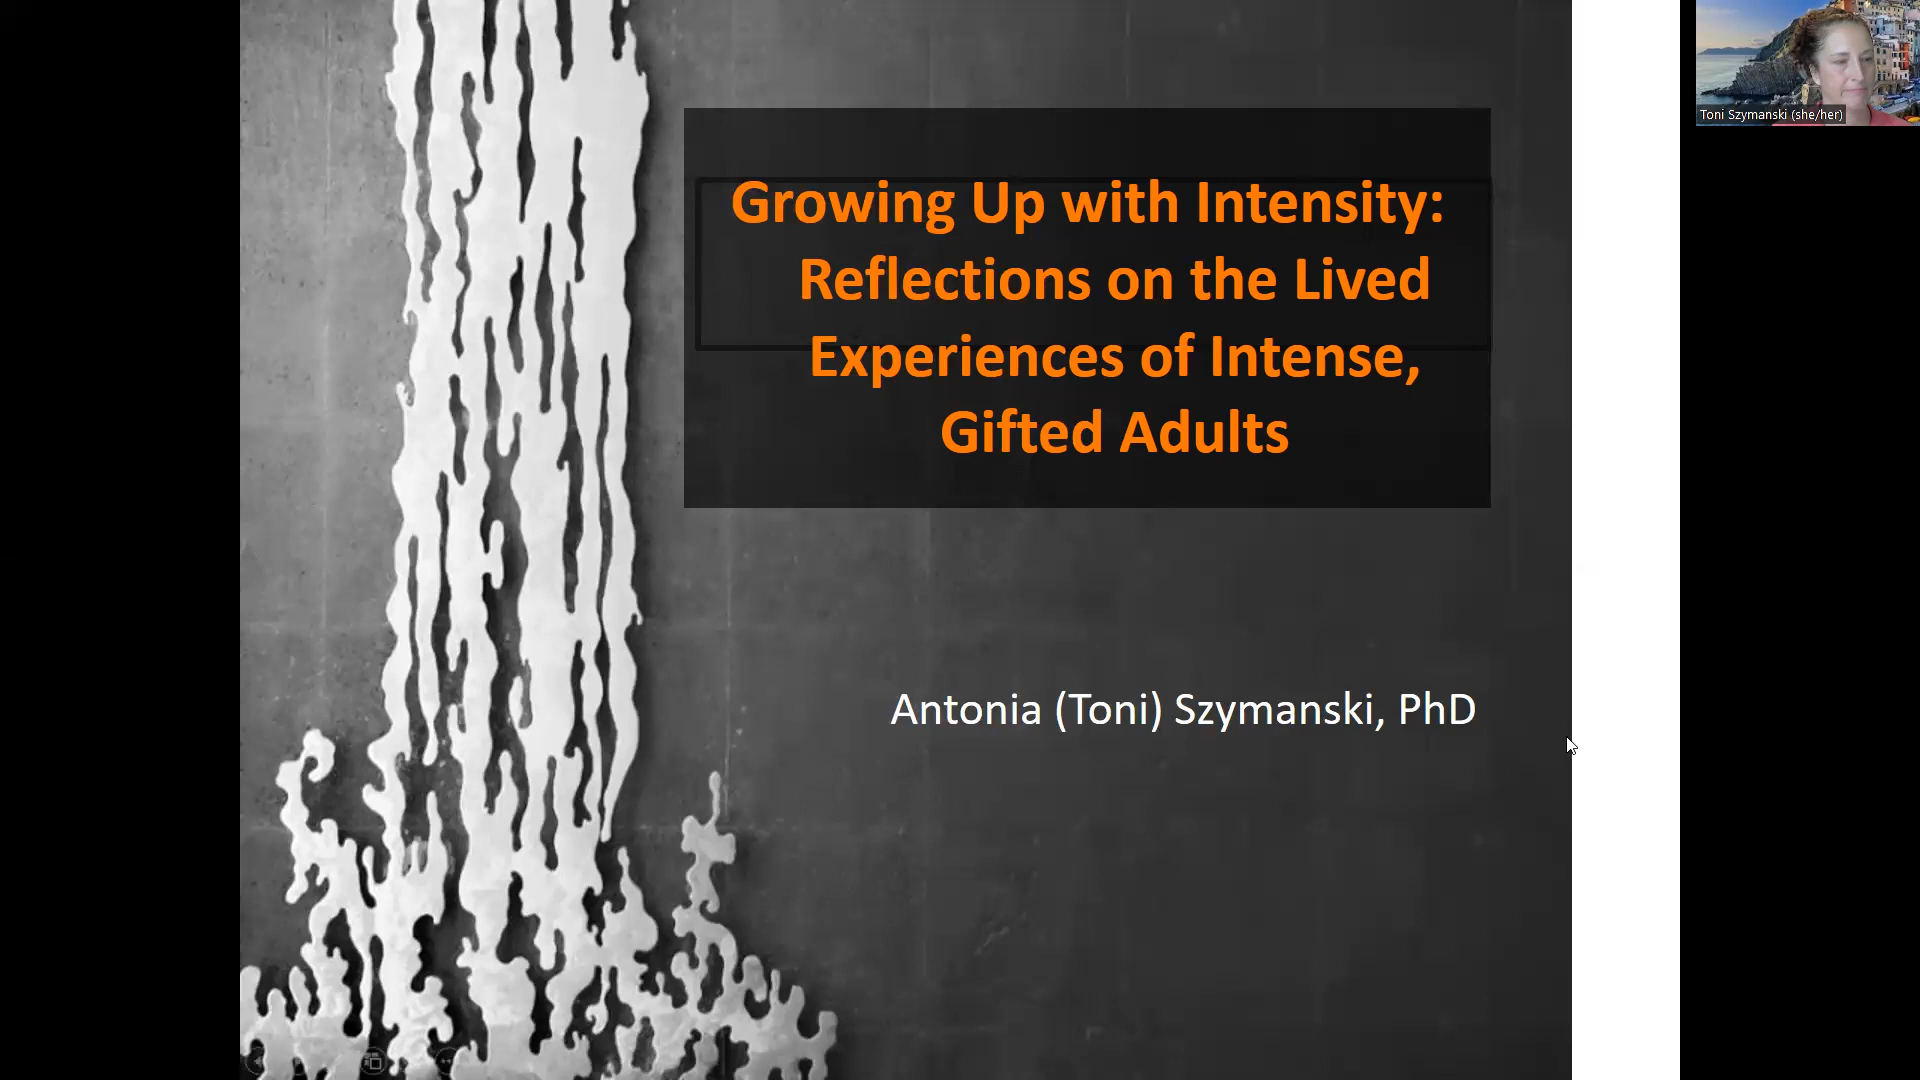 Growing Up with Intensity:
Reflections on the Lived
Experiences of Intense,
Gifted Adults
Antonia (Toni) Szymanski, PhD
Toni Szymanski (she/her)